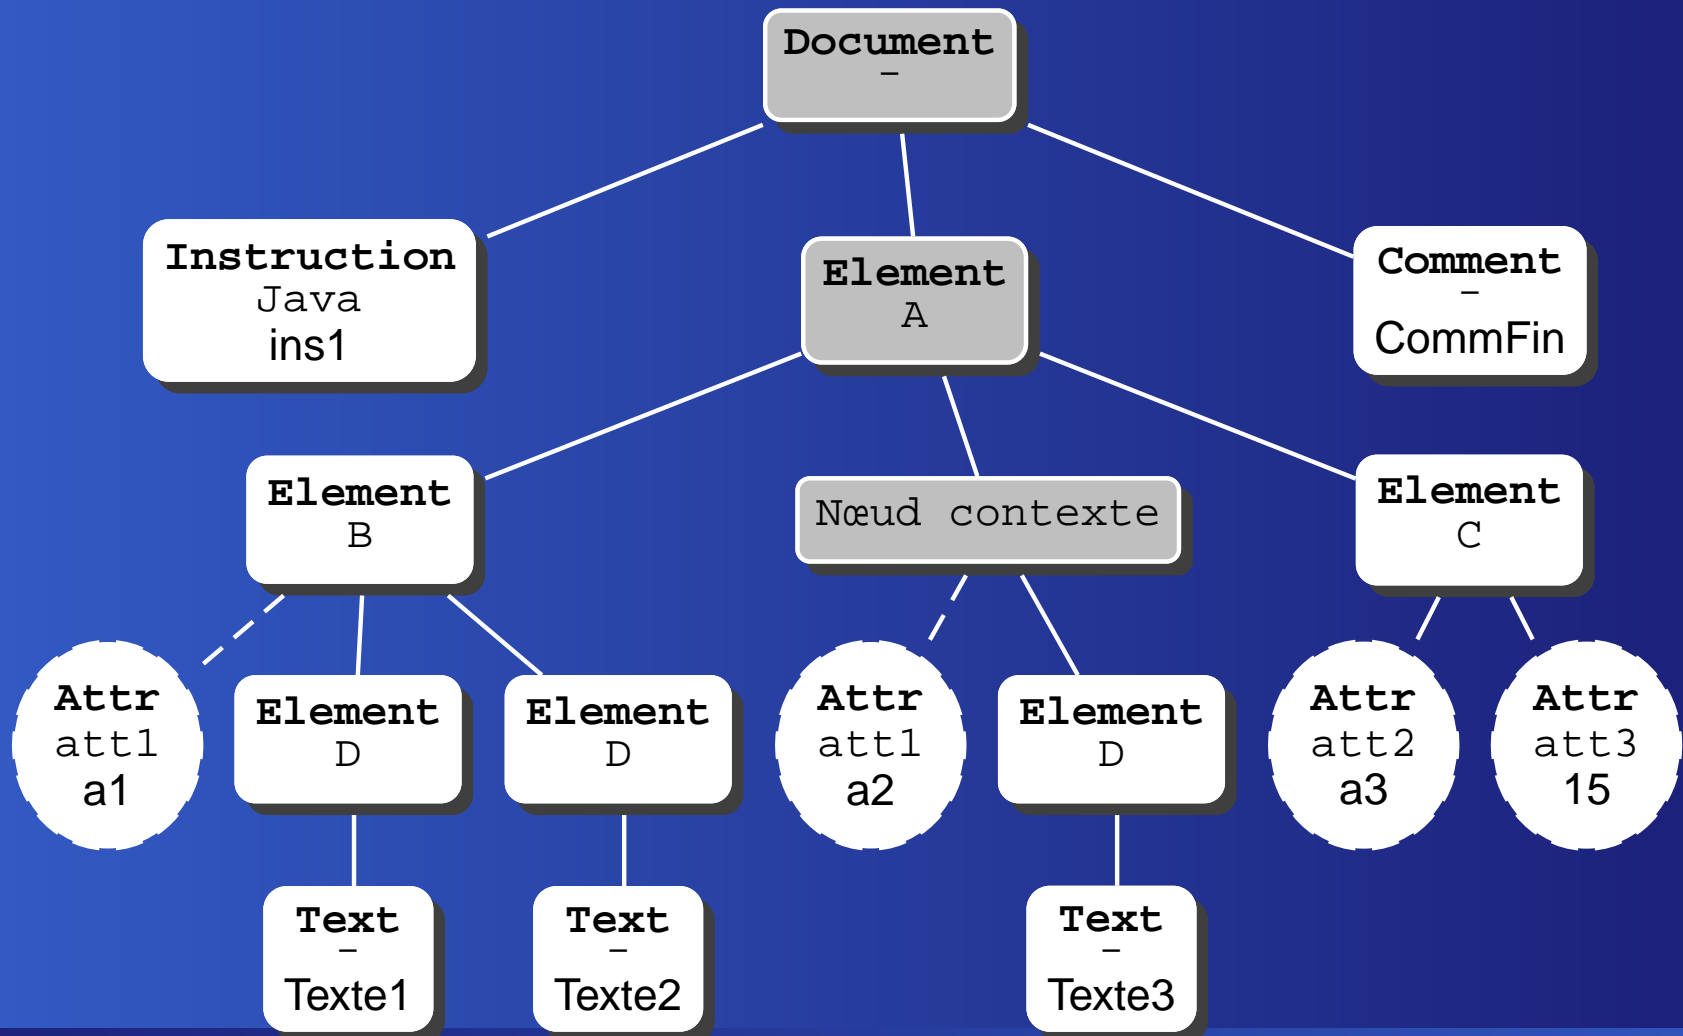 Document
-
Instruction
Java
ins1
Element
A
Comment
-
CommFin
Element
B
Nœud contexte
Element
C
Attr
att1
a1
Element
D
Element
D
Attr
att1
a2
Element
D
Attr
att2
a3
Attr
att3
15
Text
-
Texte1
Text
-
Texte2
Text
-
Texte3